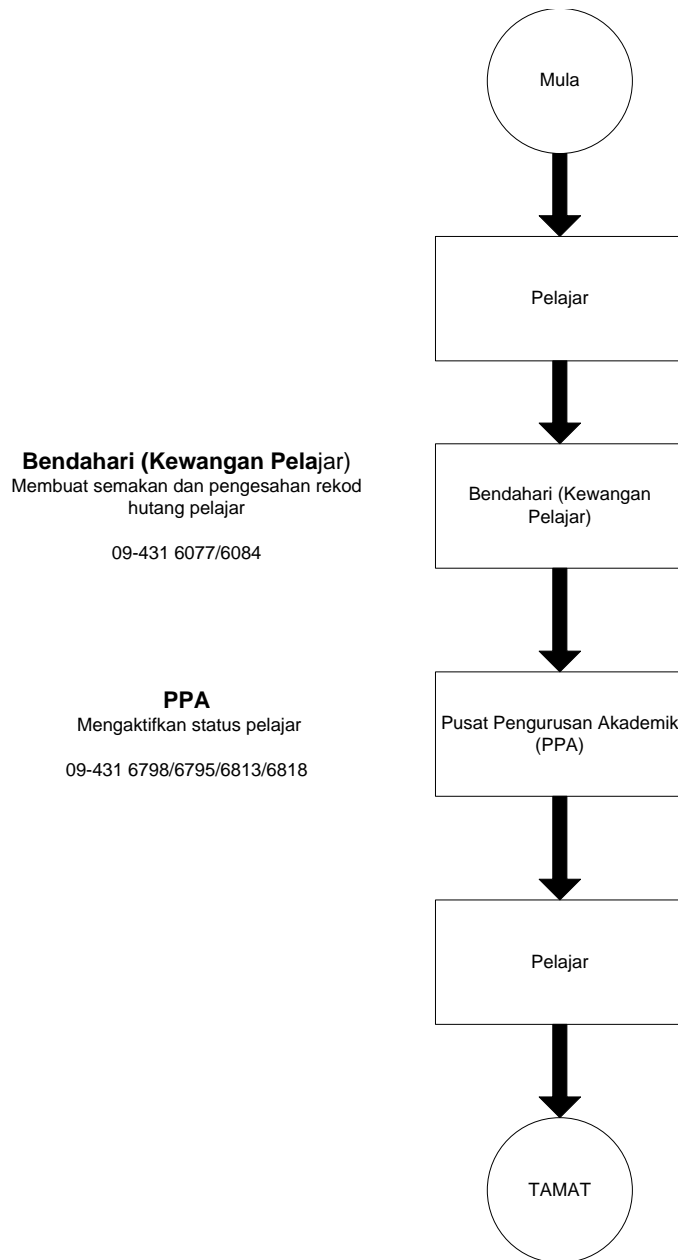 Mula
Pelajar
Bendahari (Kewangan Pelajar)
Membuat semakan dan pengesahan rekod
hutang pelajar
09-431 6077/6084
Bendahari (Kewangan
Pelajar)
PPA
Mengaktifkan status pelajar
09-431 6798/6795/6813/6818
Pusat Pengurusan Akademik
(PPA)
Pelajar
TAMAT